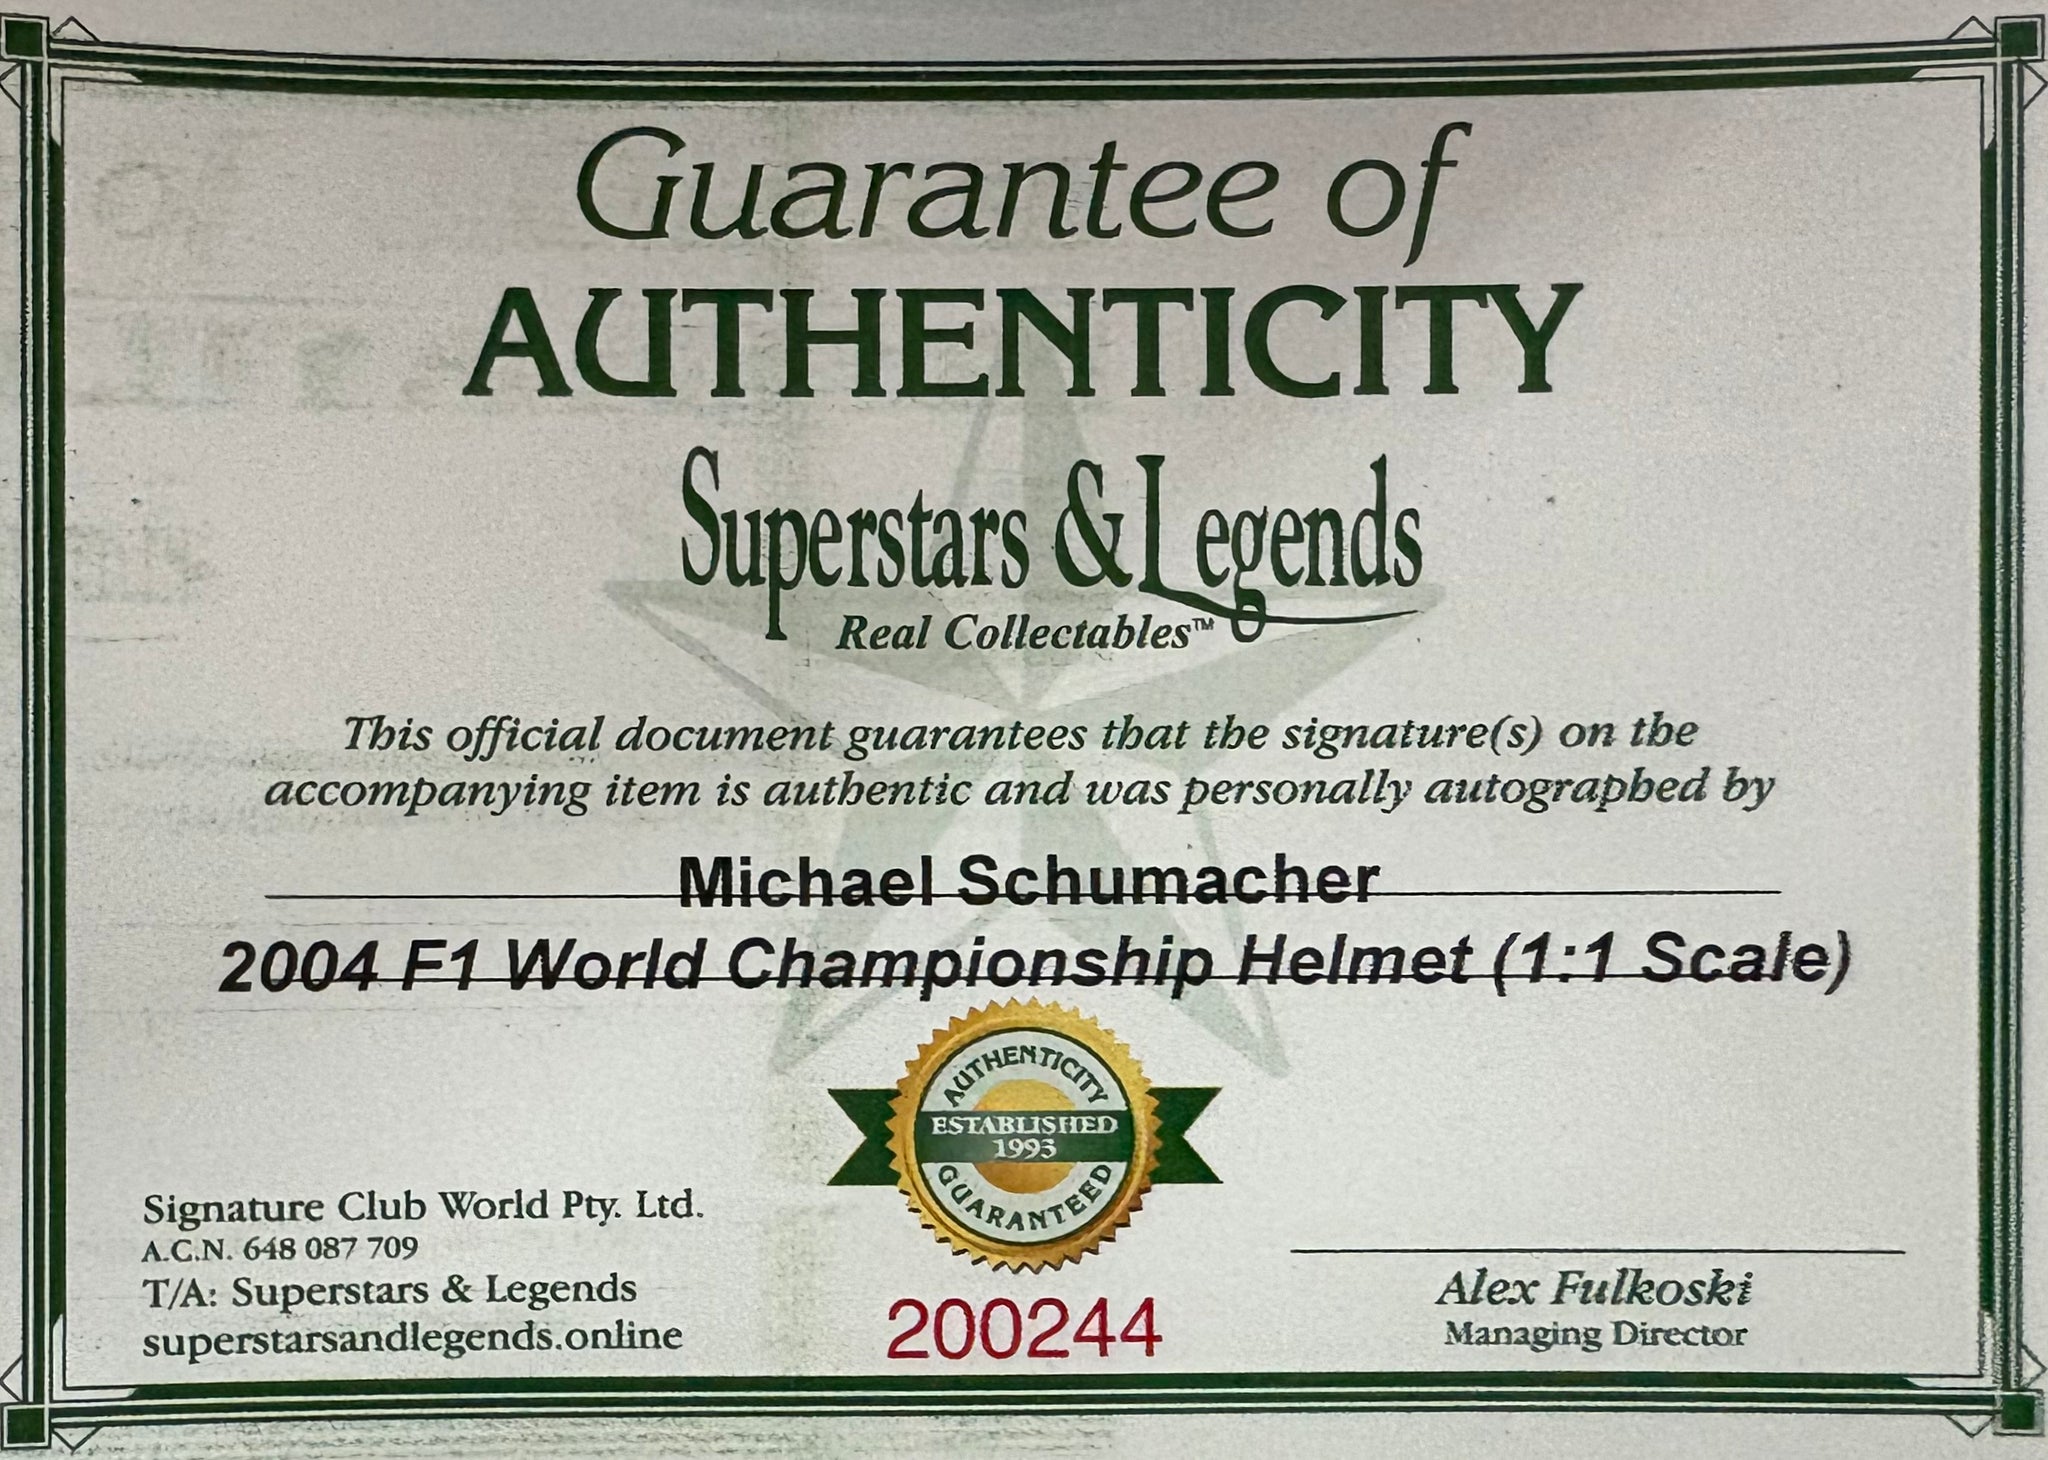 Guarantee of
AUTHENTICITY
Superstars & Legends
Real Collectables™
This official document guarantees that the signature(s) on the
accompanying item is authentic and was personally autographed by
Michael Schumacher
2004 F1 World Championship Helmet (1:1 Scale)
AUTHENTICITY
ESTABLISHED
1993
GUARANTEED
Signature Club World Pty. Ltd.
A.C.N. 648 087 709
T/A: Superstars & Legends
superstarsandlegends.online
200244
Alex Fulkoski
Managing Director